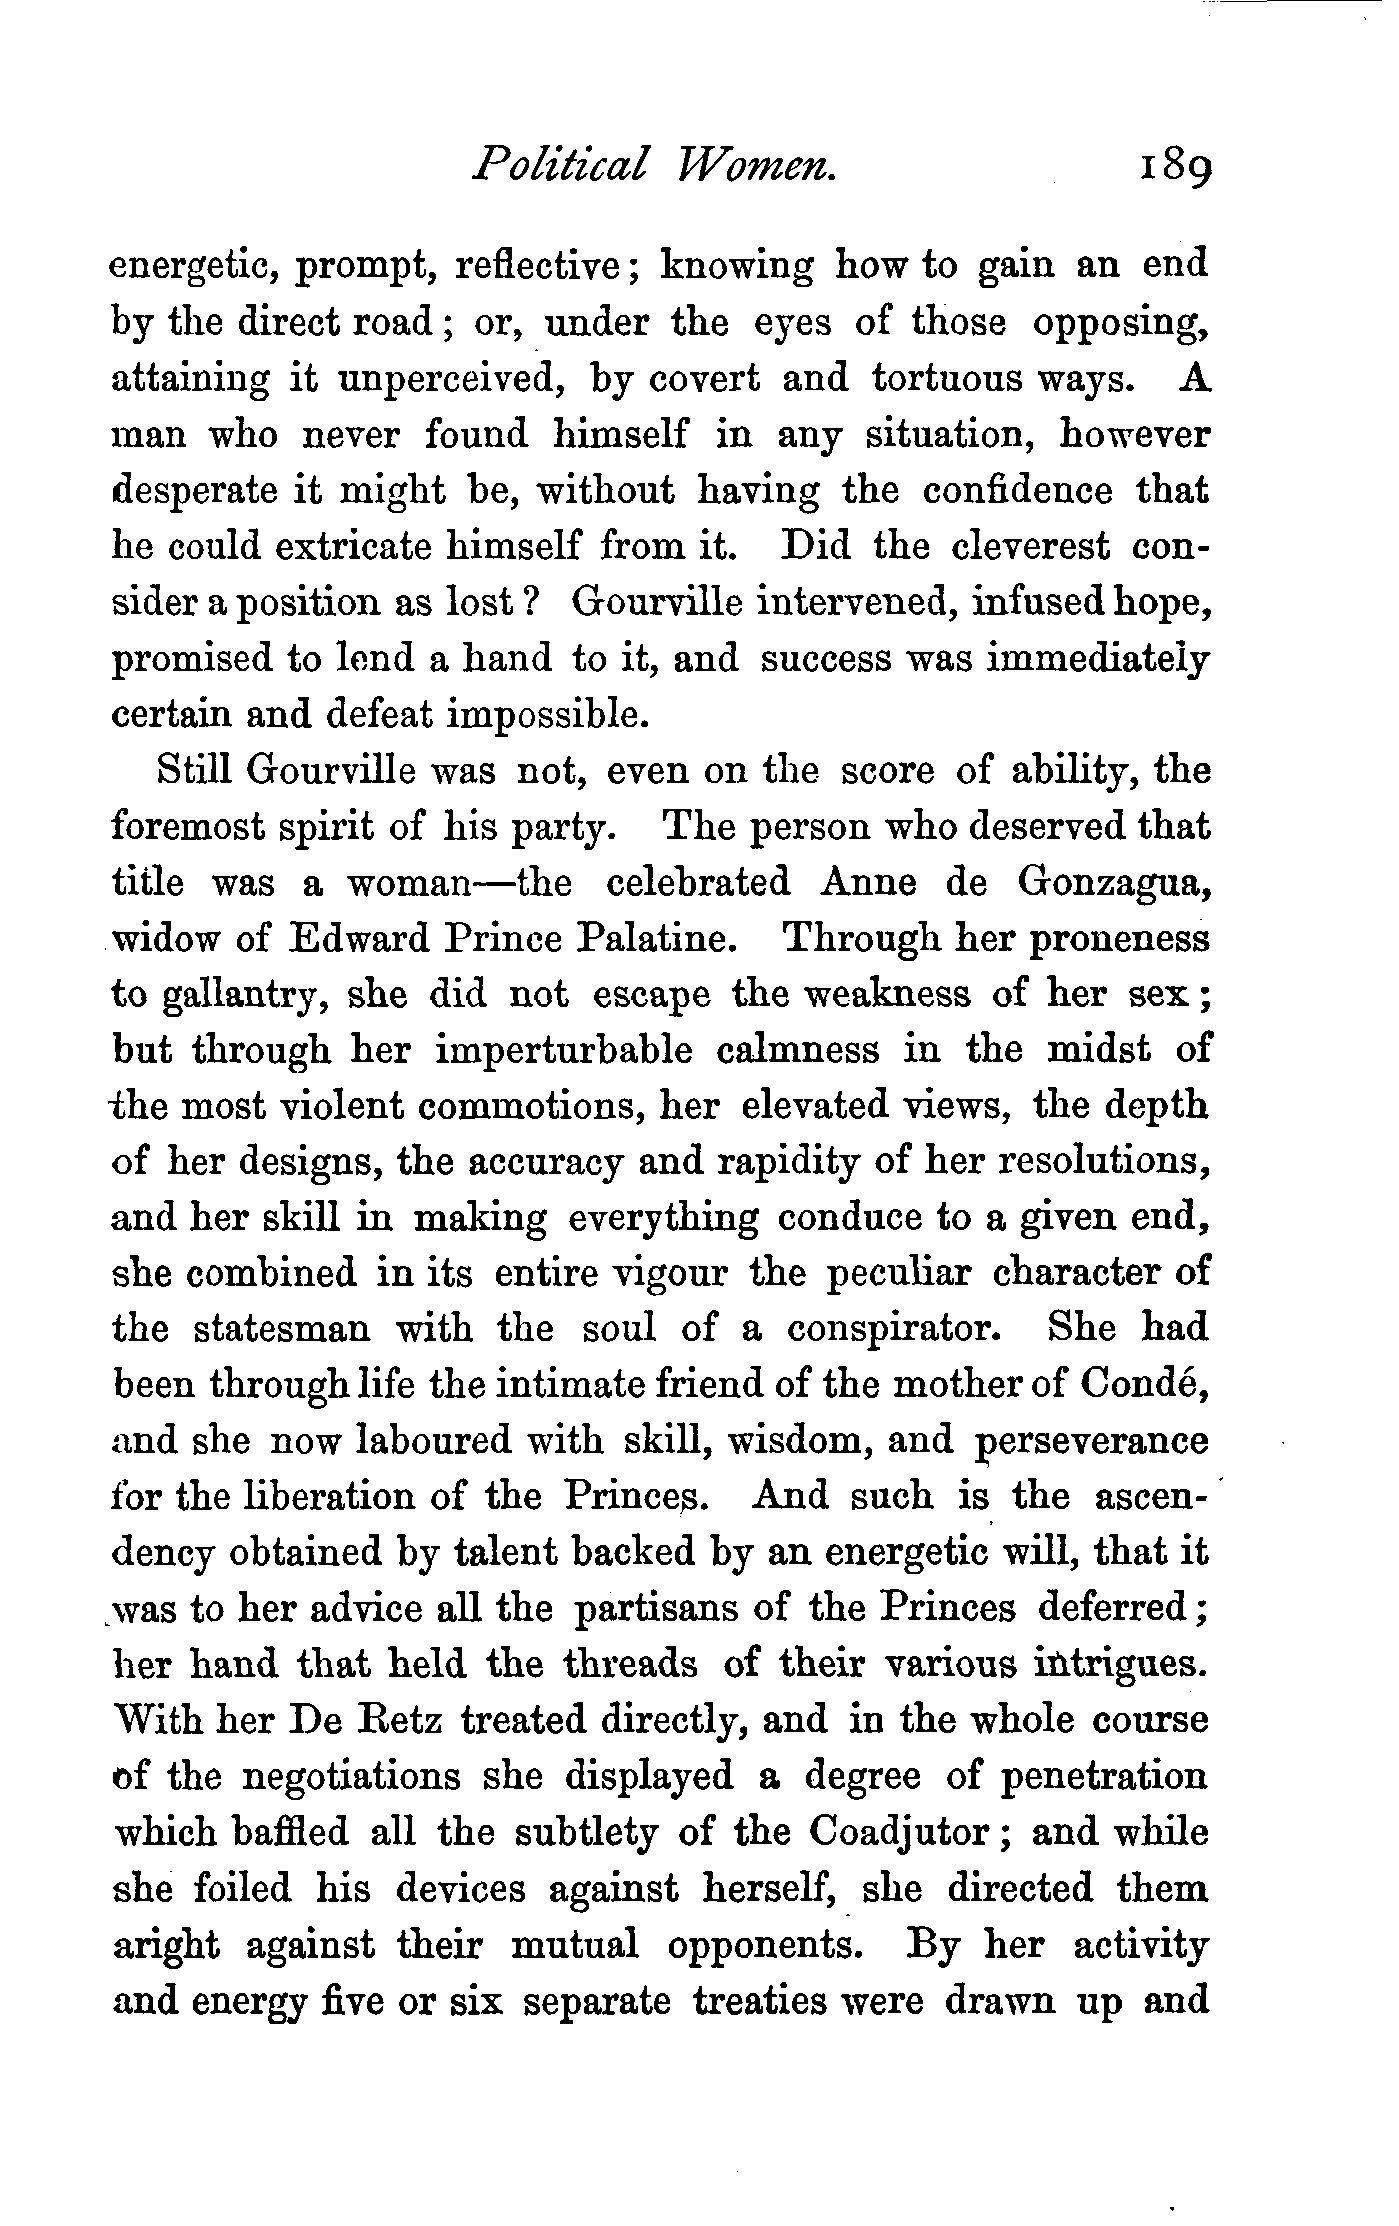 Political Women. 189
energetic, prompt, reflective; knowing how to gain an end
by the direct road; or, under the eyes of those opposing,
attaining it unperceived, by covert and tortuous ways. A
man who never found himself in any situation, however
desperate it might be, without having the confidence that
he could extricate himself from it. Did the cleverest con-
sider a position as lost? Gourville intervened, infused hope,
promised to lend a hand to it, and success was immediately
certain and defeat impossible.
Still Gourville was not, even on the score of ability, the
foremost spirit of his party. The person who deserved that
title was a woman—the celebrated Anne de Gonzagua,
widow of Edward Prince Palatine. Through her proneness
to gallantry, she did not escape the weakness of her sex;
but through her imperturbable calmness in the midst of
the most violent commotions, her elevated views, the depth
of her designs, the accuracy and rapidity of her resolutions,
and her skill in making everything conduce to a given end,
she combined in its entire vigour the peculiar character of
the statesman with the soul of a conspirator. She had
been through life the intimate friend of the mother of Condé,
and she now laboured with skill, wisdom, and perseverance
for the liberation of the Princes. And such is the ascen-
dency obtained by talent backed by an energetic will, that it
was to her advice all the partisans of the Princes deferred;
her hand that held the threads of their various intrigues.
With her De Retz treated directly, and in the whole course
of the negotiations she displayed a degree of penetration
which baffled all the subtlety of the Coadjutor; and while
she foiled his devices against herself, she directed them
aright against their mutual opponents. By her activity
and energy five or six separate treaties were drawn up and